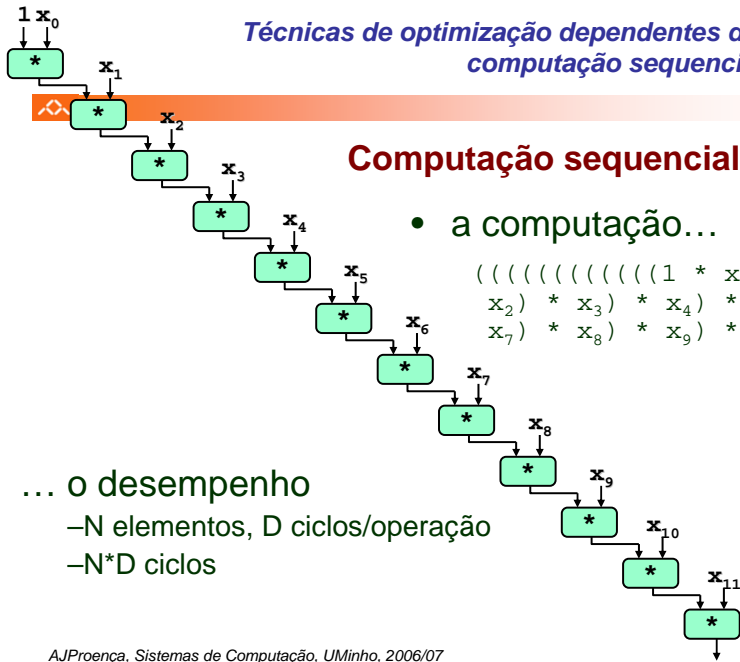 Técnicas de optimização dependentes d
computação sequenci
1 x₀
*
x₁
*
x₂
*
Computação sequencial
x₃
*
• a computação…
x₄
*
((((((((((((1 * x
x₂) * x₃) * x₄) *
x₇) * x₈) * x₉) *
x₅
*
x₆
*
x₇
*
x₈
*
x₉
*
x₁₀
*
x₁₁
*
… o desempenho
–N elementos, D ciclos/operação
–N*D ciclos
AJProença, Sistemas de Computação, UMinho, 2006/07